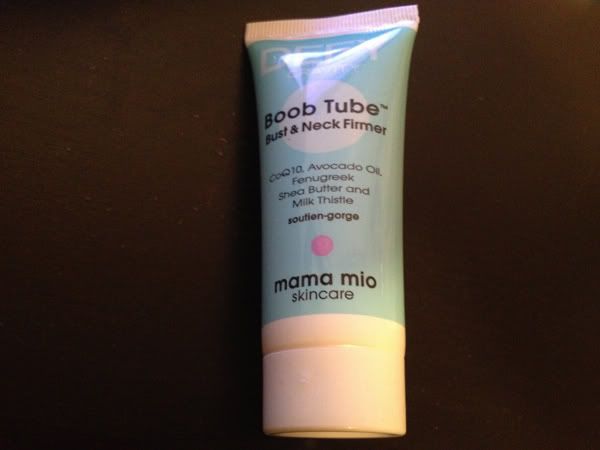 DEFY
Boob Tube™
Bust & Neck Firmer
CoQ10, Avocado Oil,
Fenugreek
Shea Butter and
Milk Thistle
soutien-gorge
mama mio
skincare